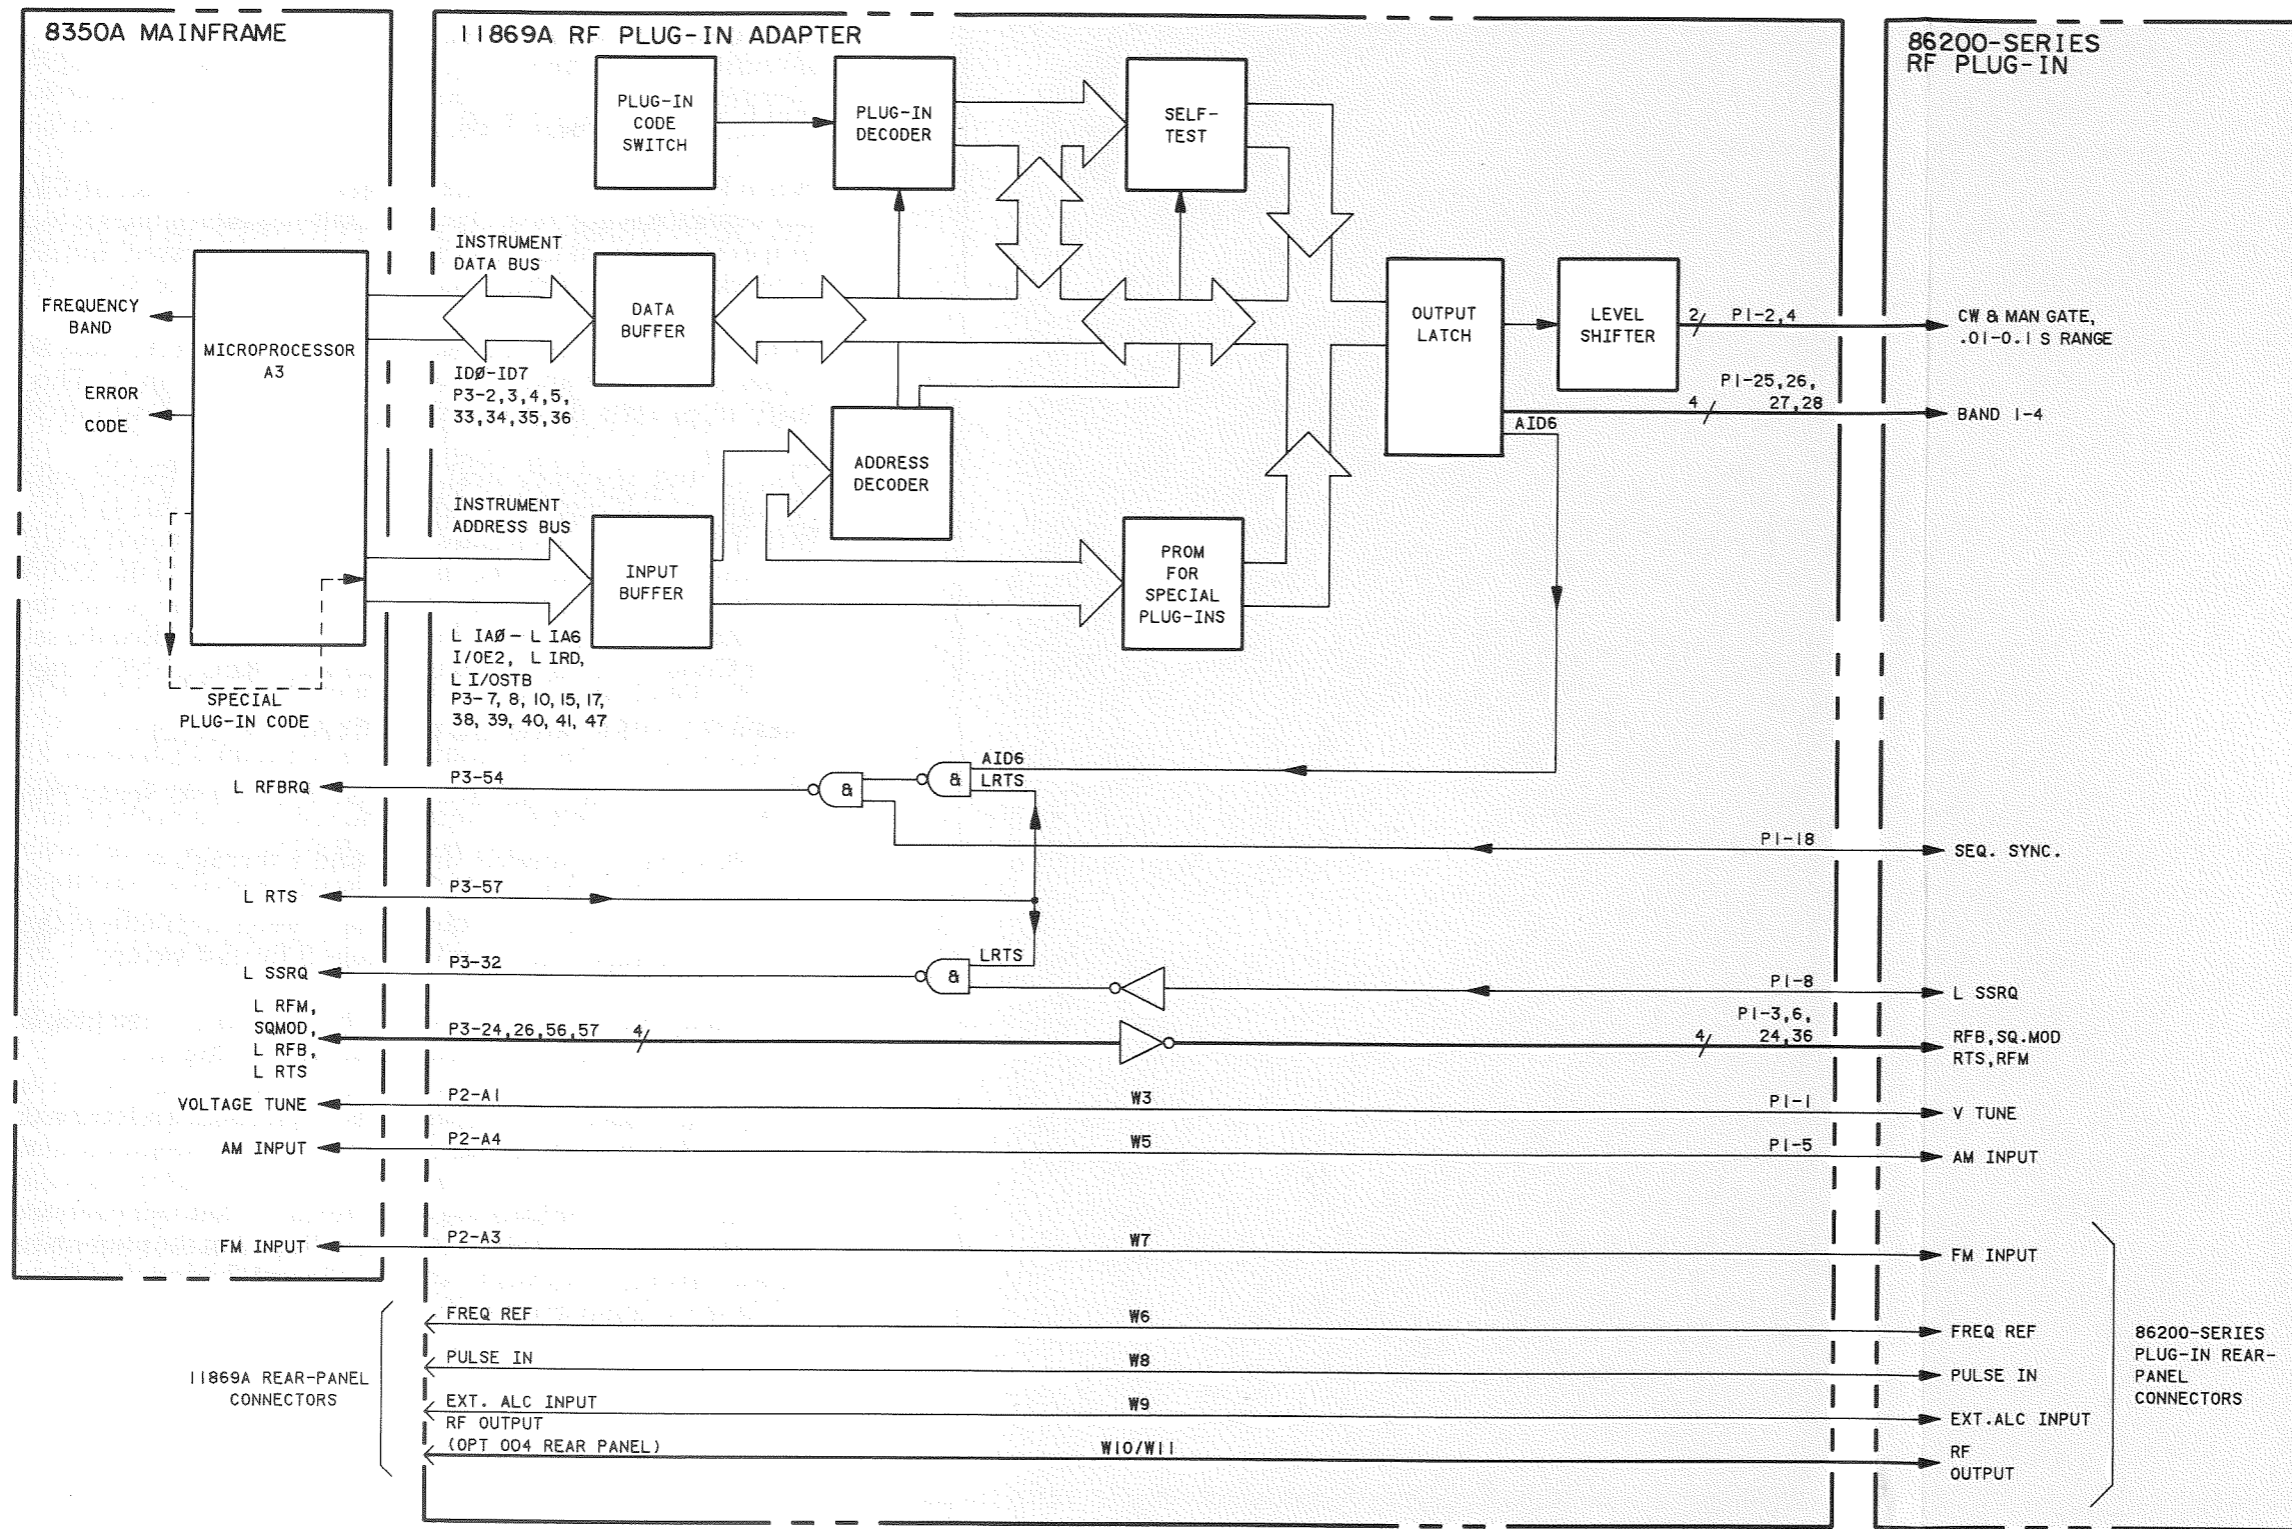 8350A MAINFRAME
11869A RF PLUG-IN ADAPTER
86200-SERIES
RF PLUG-IN
PLUG-IN
CODE
SWITCH
PLUG-IN
DECODER
SELF-
TEST
INSTRUMENT
DATA BUS
FREQUENCY
BAND
MICROPROCESSOR
A3
DATA
BUFFER
OUTPUT
LATCH
LEVEL
SHIFTER
2/
P1-2,4
CW & MAN GATE,
.01-0.1 S RANGE
ERROR
CODE
IDØ-ID7
P3-2,3,4,5,
33,34,35,36
P1-25,26,
27,28
4/
BAND 1-4
AID6
ADDRESS
DECODER
INSTRUMENT
ADDRESS BUS
INPUT
BUFFER
PROM
FOR
SPECIAL
PLUG-INS
L IAØ - L IA6
I/OE2, L IRD,
L I/OSTB
P3-7, 8, 10, 15, 17,
38, 39, 40, 41, 47
SPECIAL
PLUG-IN CODE
L RFBRQ
P3-54
&
&
AID6
LRTS
P1-18
SEQ. SYNC.
L RTS
P3-57
L SSRQ
P3-32
&
LRTS
P1-8
L SSRQ
L RFM,
SQMOD,
L RFB,
L RTS
P3-24,26,56,57
4/
P1-3,6,
24,36
4/
RFB,SQ.MOD
RTS,RFM
VOLTAGE TUNE
P2-A1
W3
P1-1
V TUNE
AM INPUT
P2-A4
W5
P1-5
AM INPUT
FM INPUT
P2-A3
W7
FM INPUT
FREQ REF
W6
FREQ REF
PULSE IN
W8
PULSE IN
EXT. ALC INPUT
W9
EXT.ALC INPUT
RF OUTPUT
(OPT 004 REAR PANEL)
W10/W11
RF
OUTPUT
11869A REAR-PANEL
CONNECTORS
86200-SERIES
PLUG-IN REAR-
PANEL
CONNECTORS